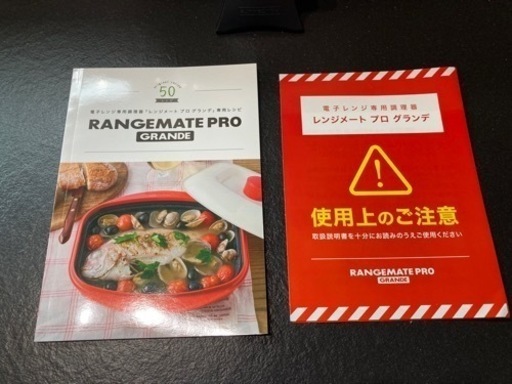 50
電子レンジ専用調理器「レンジメート プロ グランデ」専用レシピ
RANGEMATE PRO
GRANDE
電子レンジ専用調理器
レンジメート プロ グランデ
使用上のご注意
取扱説明書を十分にお読みのうえご使用ください
RANGEMATE PRO
GRANDE